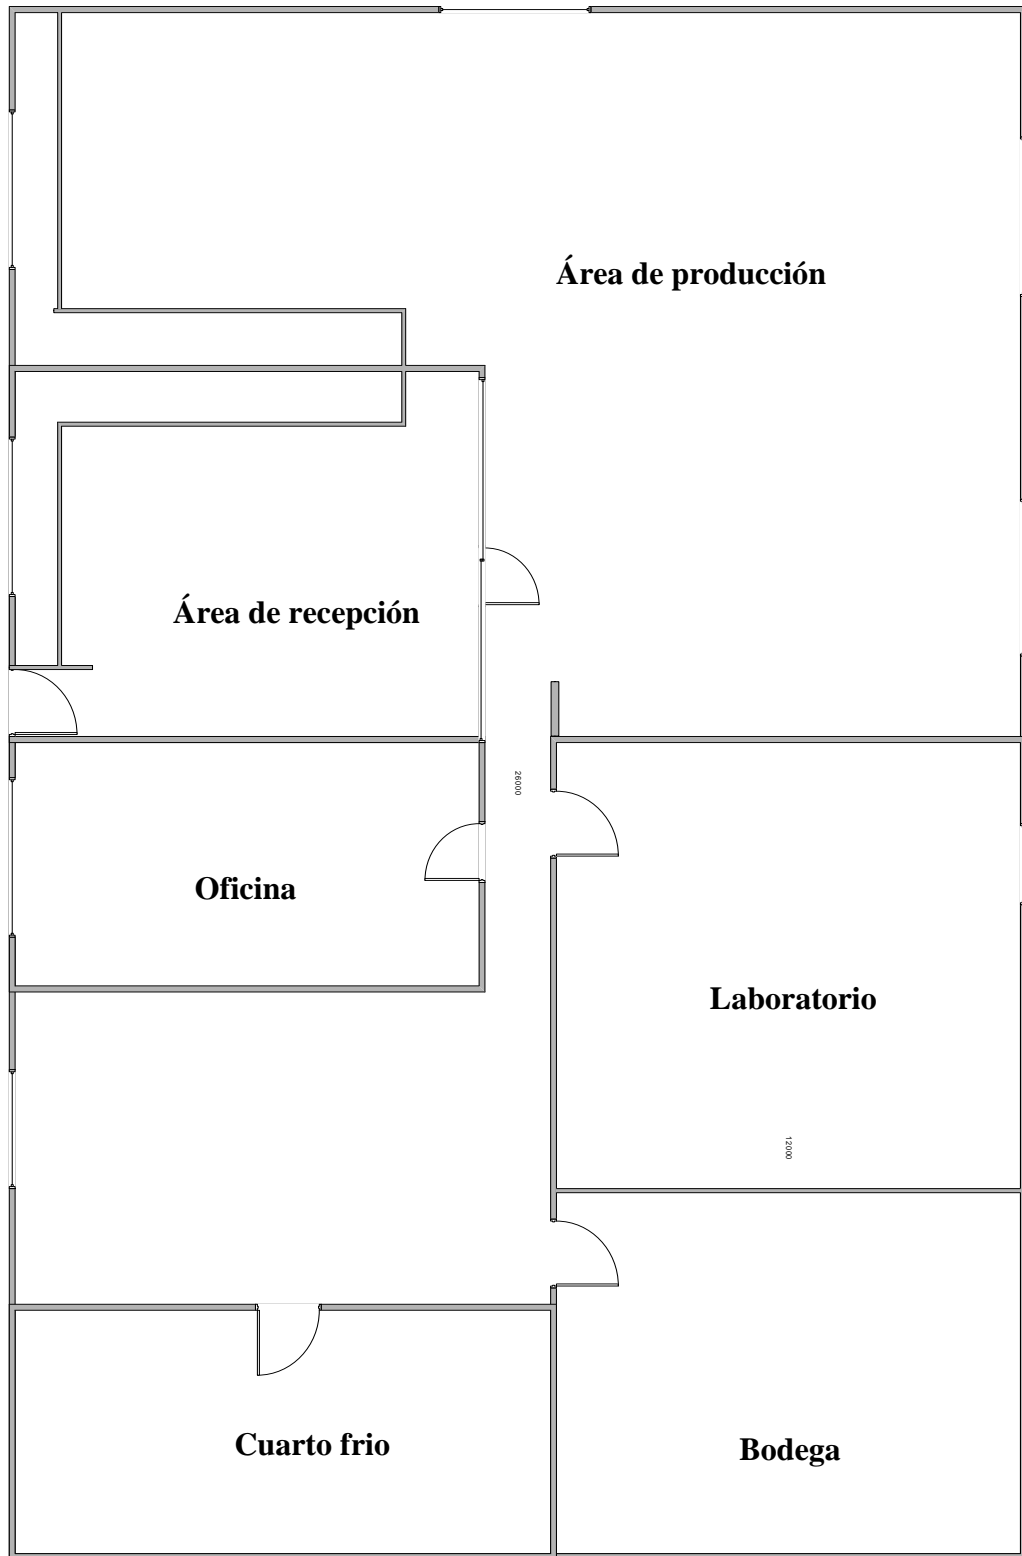 Área de producción
Área de recepción
26000
Oficina
Laboratorio
12000
Cuarto frio
Bodega